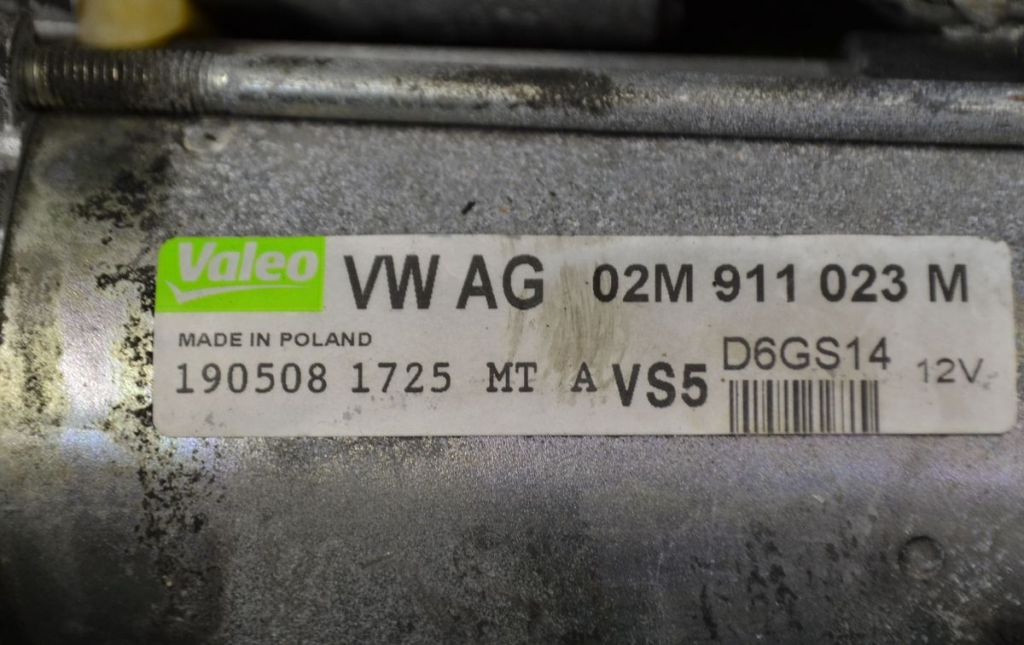 Valeo VW AG 02M 911 023 M
MADE IN POLAND
190508 1725 MT A VS5 D6GS14 12V